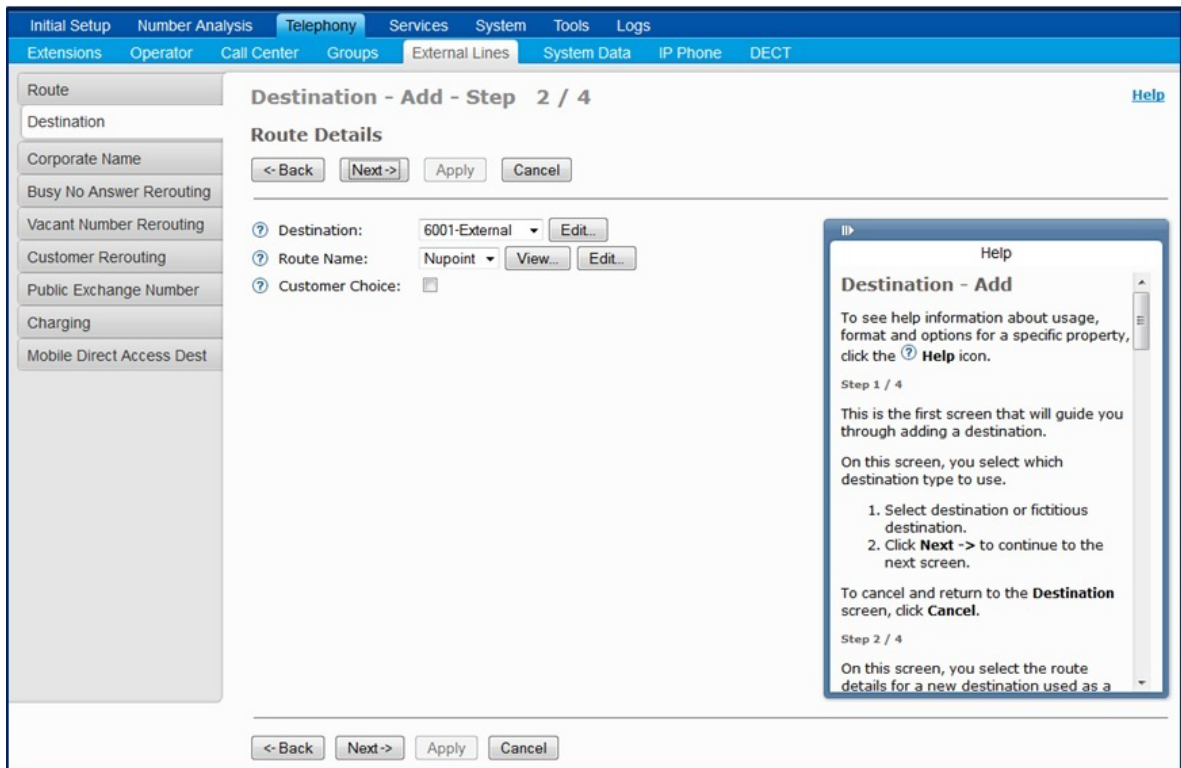 Initial Setup Number Analysis Telephony Services System Tools Logs
Extensions Operator Call Center Groups External Lines System Data IP Phone DECT
Route
Destination
Corporate Name
Busy No Answer Rerouting
Vacant Number Rerouting
Customer Rerouting
Public Exchange Number
Charging
Mobile Direct Access Dest
Destination - Add - Step 2 / 4
Help
Route Details
<- Back Next -> Apply Cancel
? Destination: 6001-External Edit...
? Route Name: Nupoint View... Edit...
? Customer Choice:
Help
Destination - Add
To see help information about usage,
format and options for a specific property,
click the ? Help icon.
Step 1 / 4
This is the first screen that will guide you
through adding a destination.
On this screen, you select which
destination type to use.
1. Select destination or fictitious
destination.
2. Click Next -> to continue to the
next screen.
To cancel and return to the Destination
screen, click Cancel.
Step 2 / 4
On this screen, you select the route
details for a new destination used as a
<- Back Next -> Apply Cancel